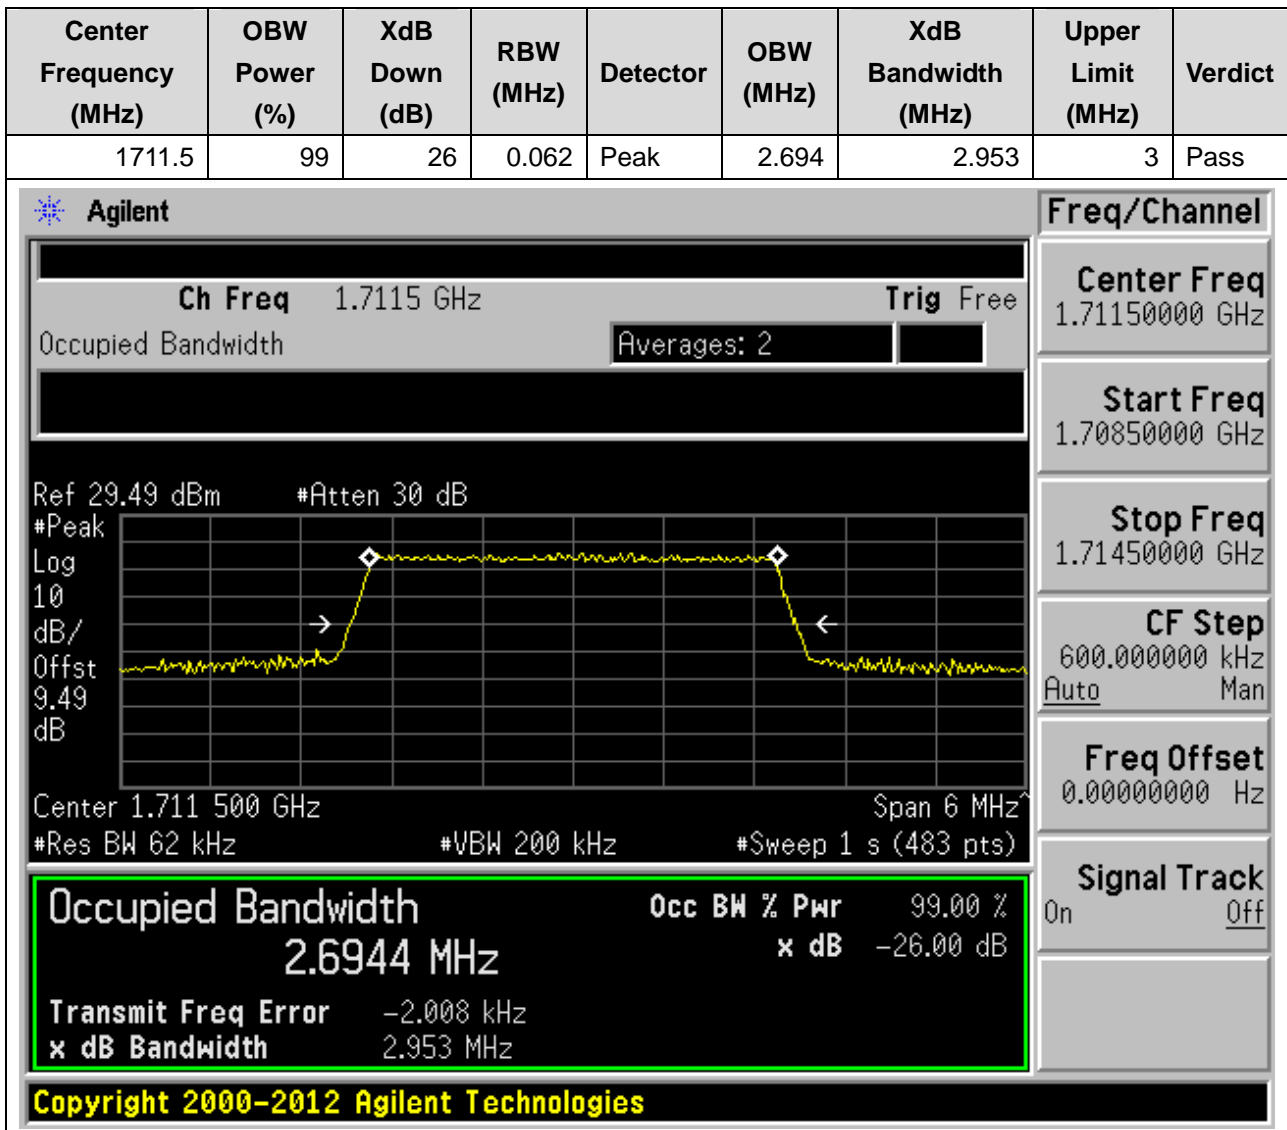 Center Frequency (MHz) OBW Power (%) XdB Down (dB) RBW (MHz) Detector OBW (MHz) XdB Bandwidth (MHz) Upper Limit (MHz) Verdict
1711.5 99 26 0.062 Peak 2.694 2.953 3 Pass
Agilent
Freq/Channel
Ch Freq 1.7115 GHz Trig Free
Occupied Bandwidth Averages: 2
Center Freq
1.71150000 GHz
Start Freq
1.70850000 GHz
Stop Freq
1.71450000 GHz
CF Step
600.000000 kHz
Auto Man
Freq Offset
0.00000000 Hz
Signal Track
On Off
Ref 29.49 dBm #Atten 30 dB
#Peak
Log
10
dB/
Offst
9.49
dB
Center 1.711 500 GHz Span 6 MHz^
#Res BW 62 kHz #VBW 200 kHz #Sweep 1 s (483 pts)
Occupied Bandwidth Occ BW % Pwr 99.00 %
2.6944 MHz x dB -26.00 dB
Transmit Freq Error -2.008 kHz
x dB Bandwidth 2.953 MHz
Copyright 2000-2012 Agilent Technologies